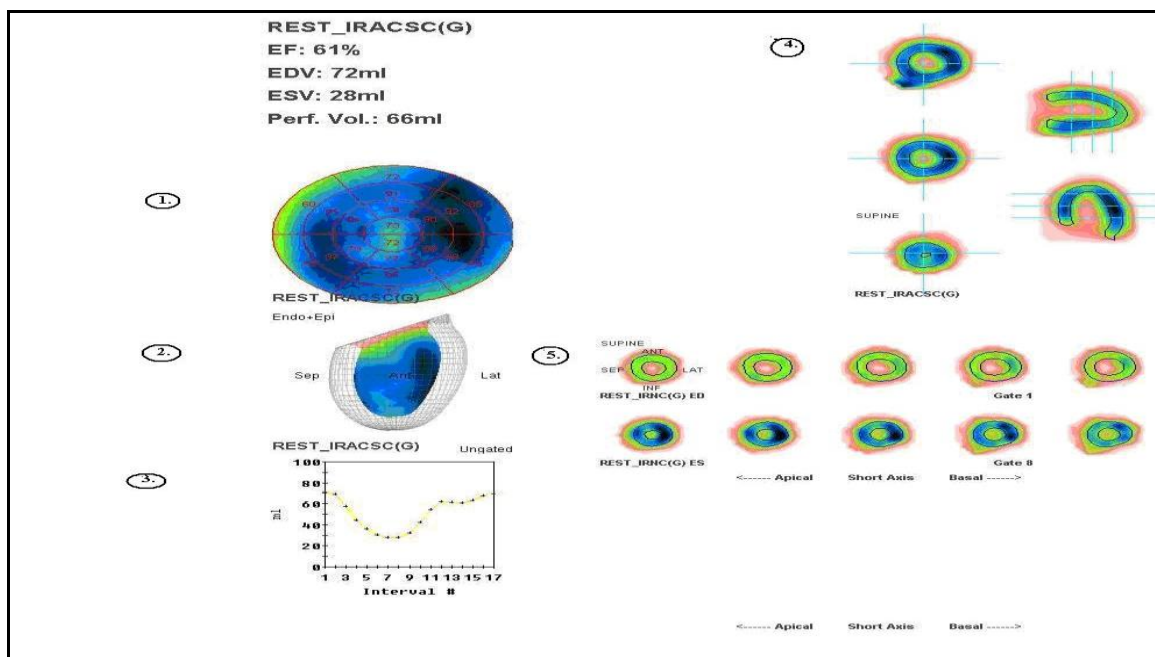 REST_IRACSC(G)
EF: 61%
EDV: 72ml
ESV: 28ml
Perf. Vol.: 66ml
1.
REST_IRACSC(G)
Endo+Epi
2.
Sep
Ant
Lat
REST_IRACSC(G)
Ungated
3.
100
80
60
40
20
0
ml
1 3 5 7 9 11 13 15 17
Interval #
4.
SUPINE
REST_IRACSC(G)
5.
SUPINE
ANT
SEP
LAT
INF
REST_IRNC(G) ED
Gate 1
REST_IRNC(G) ES
Gate 8
<----- Apical Short Axis Basal ----->
<----- Apical Short Axis Basal ----->